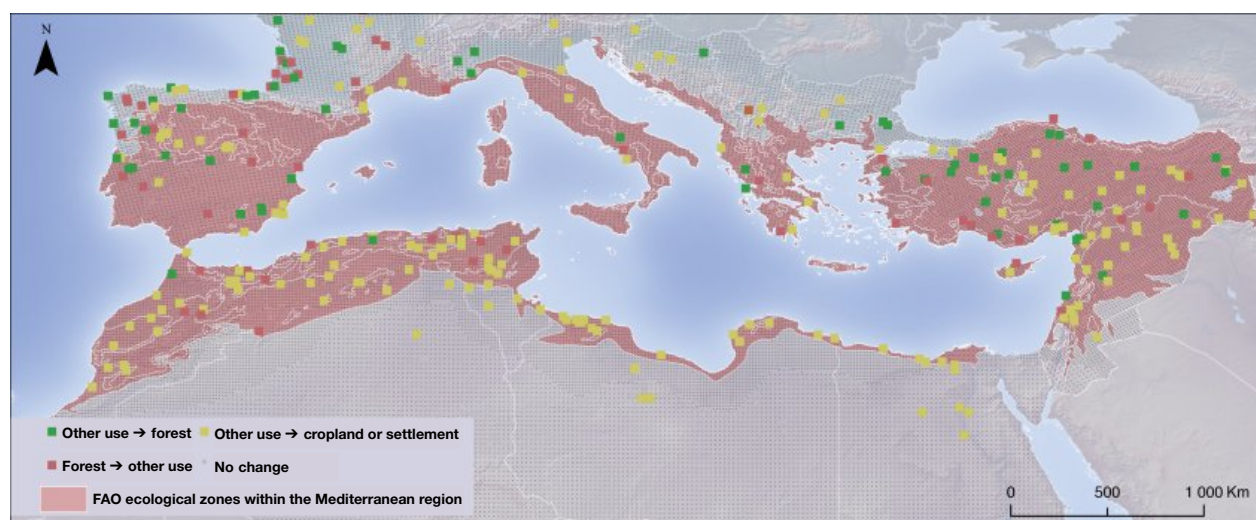 N
Other use → forest
Other use → cropland or settlement
Forest → other use
No change
FAO ecological zones within the Mediterranean region
0 500 1 000 Km